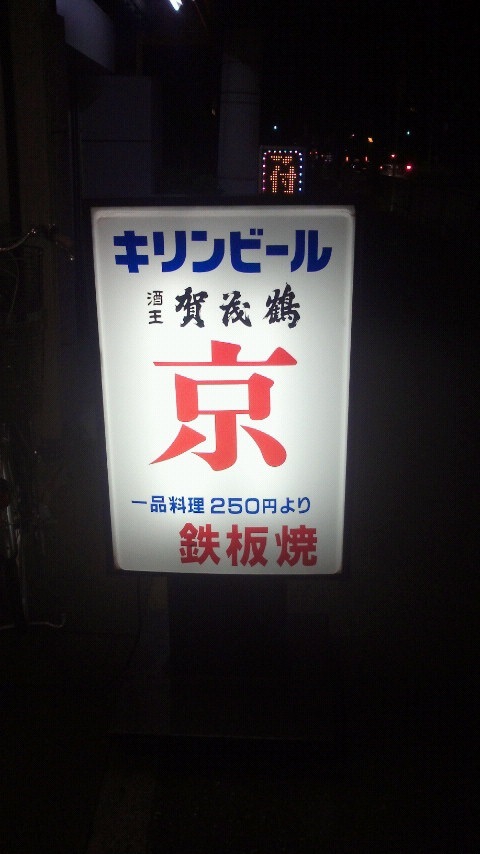 付
キリンビール
酒王 賀茂鶴
京
一品料理 250円より
鉄板焼